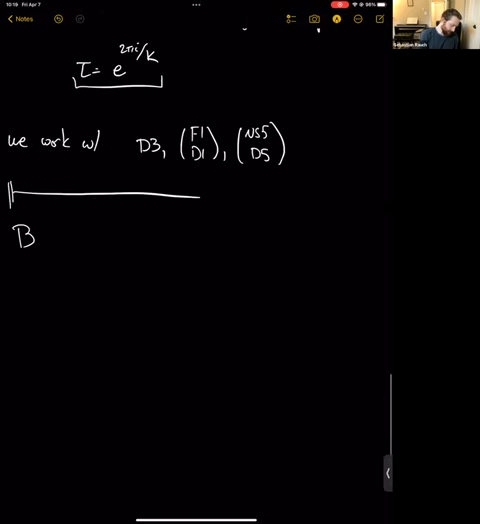 10:19 Fri Apr 7
96%
Notes
Sebastian Rauch
τ = e^{2πi/k}
we work w/ D3, (F1 D1), (NS5 D5)
B